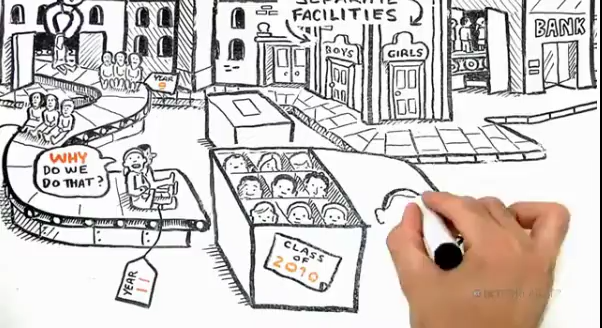 SEPARATE
FACILITIES
BOYS
GIRLS
BANK
YEAR
WHY
DO WE
DO THAT?
CLASS
OF
2010
YEAR
11